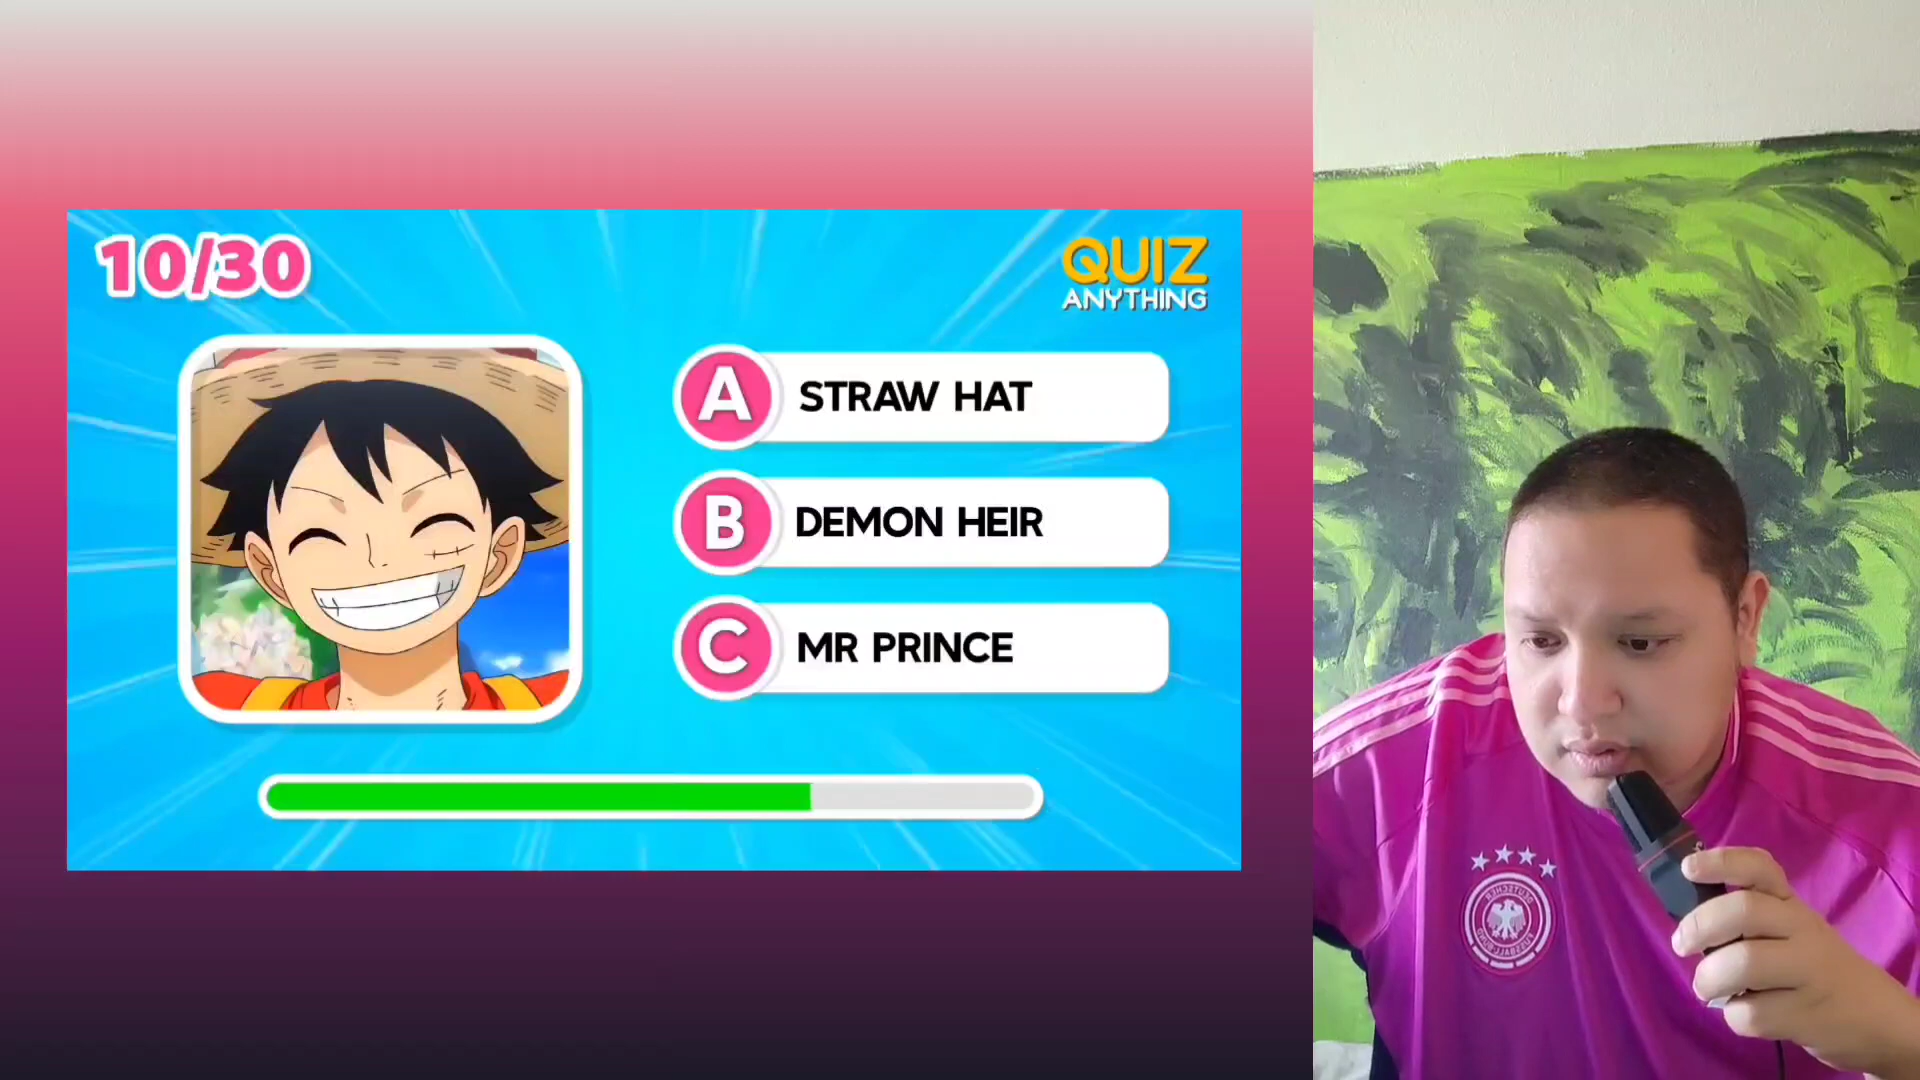 10/30
QUIZ
ANYTHING
A STRAW HAT
B DEMON HEIR
C MR PRINCE